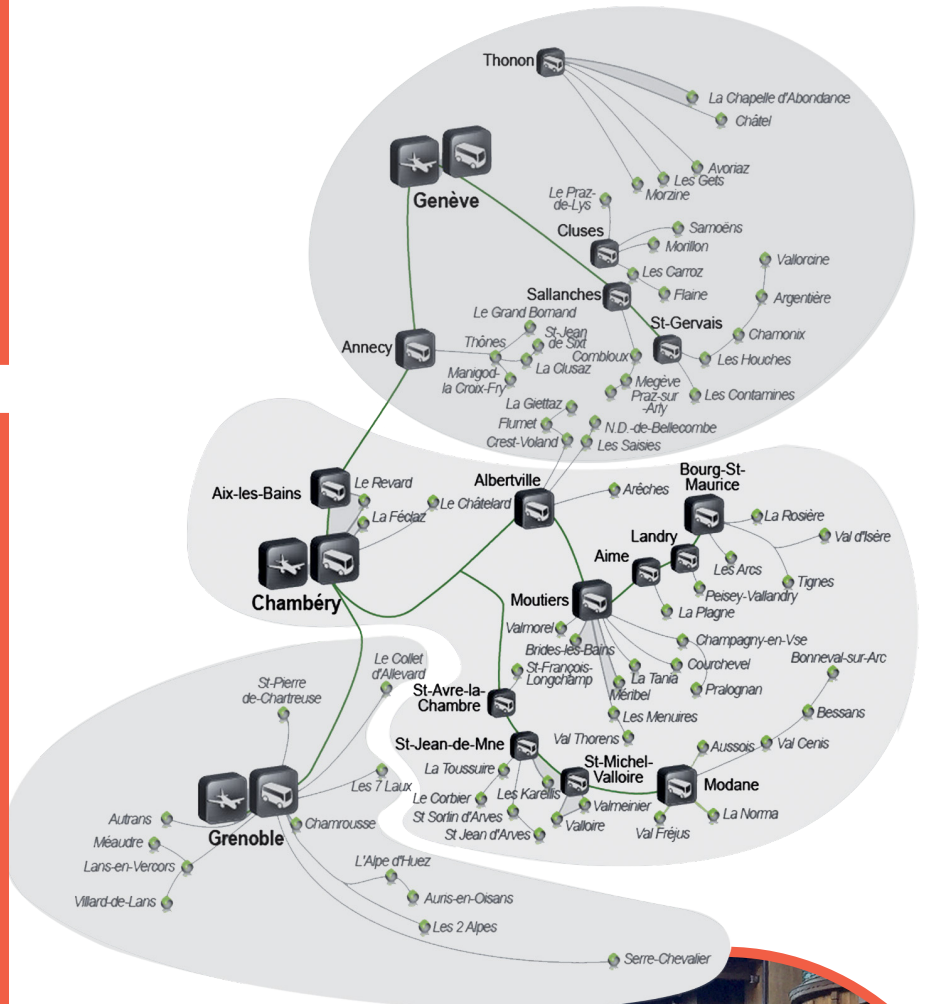 Thonon
La Chapelle d'Abondance
Châtel
Avoriaz
Les Gets
Morzine
Genève
Le Praz-
de-Lys
Cluses
Samoëns
Morillon
Les Carroz
Flaine
Vallorcine
Argentière
Sallanches
St-Gervais
Chamonix
Les Houches
Les Contamines
Combloux
Megève
Praz-sur
-Arly
Annecy
Le Grand Bornand
Thônes
St-Jean
de Sixt
La Clusaz
Manigod-
la Croix-Fry
La Giettaz
Flumet
Crest-Voland
N.D.-de-Bellecombe
Les Saisies
Aix-les-Bains
Le Revard
La Féclaz
Le Châtelard
Chambéry
Albertville
Arêches
Bourg-St-
Maurice
La Rosière
Val d'Isère
Landry
Aime
Les Arcs
Tignes
Peisey-Vallandry
La Plagne
Moutiers
Valmorel
Brides-les-Bains
Champagny-en-Vse
Courchevel
La Tania
Pralognan
Méribel
Les Menuires
Val Thorens
Bonneval-sur-Arc
Bessans
Val Cenis
Aussois
St-François-
Longchamp
St-Avre-la-
Chambre
St-Jean-de-Mne
La Toussuire
Le Corbier
St Sorlin d'Arves
St Jean d'Arves
Les Karellis
St-Michel-
Valloire
Valmeinier
Valloire
Modane
Val Fréjus
La Norma
Le Collet
d'Allevard
St-Pierre
de-Chartreuse
Les 7 Laux
Chamrousse
Grenoble
Autrans
Méaudre
Lans-en-Vercors
Villard-de-Lans
L'Alpe d'Huez
Auris-en-Oisans
Les 2 Alpes
Serre-Chevalier